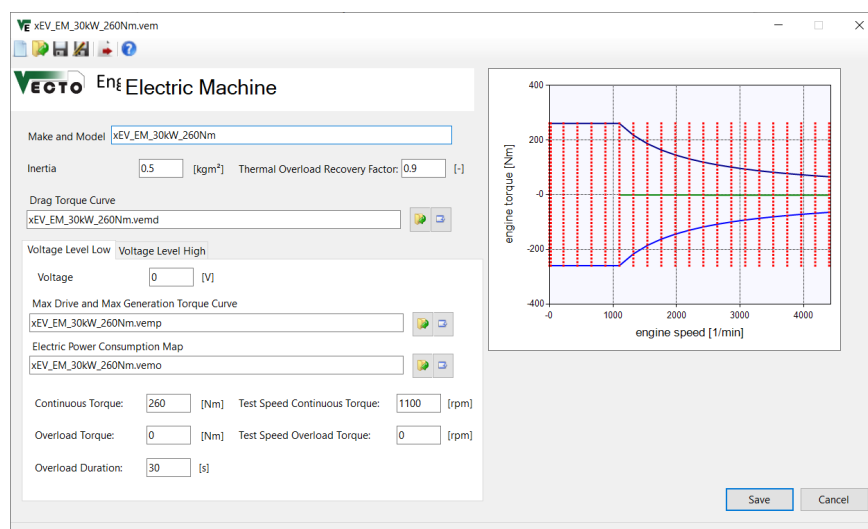 xEV_EM_30kW_260Nm.vem
VECTO Eng Electric Machine
Make and Model xEV_EM_30kW_260Nm
Inertia 0.5 [kgm²] Thermal Overload Recovery Factor: 0.9 [-]
Drag Torque Curve
xEV_EM_30kW_260Nm.vemd
Voltage Level Low Voltage Level High
Voltage 0 [V]
Max Drive and Max Generation Torque Curve
xEV_EM_30kW_260Nm.vemp
Electric Power Consumption Map
xEV_EM_30kW_260Nm.vemo
Continuous Torque: 260 [Nm] Test Speed Continuous Torque: 1100 [rpm]
Overload Torque: 0 [Nm] Test Speed Overload Torque: 0 [rpm]
Overload Duration: 30 [s]
engine torque [Nm]
400
200
-0
-200
-400
-0 1000 2000 3000 4000
engine speed [1/min]
Save Cancel